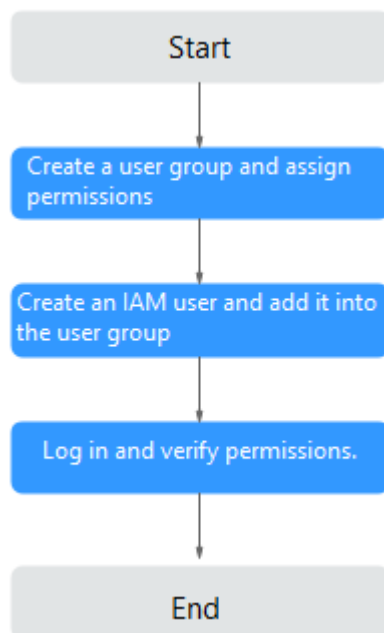 Start
Create a user group and assign
permissions
Create an IAM user and add it into
the user group
Log in and verify permissions.
End